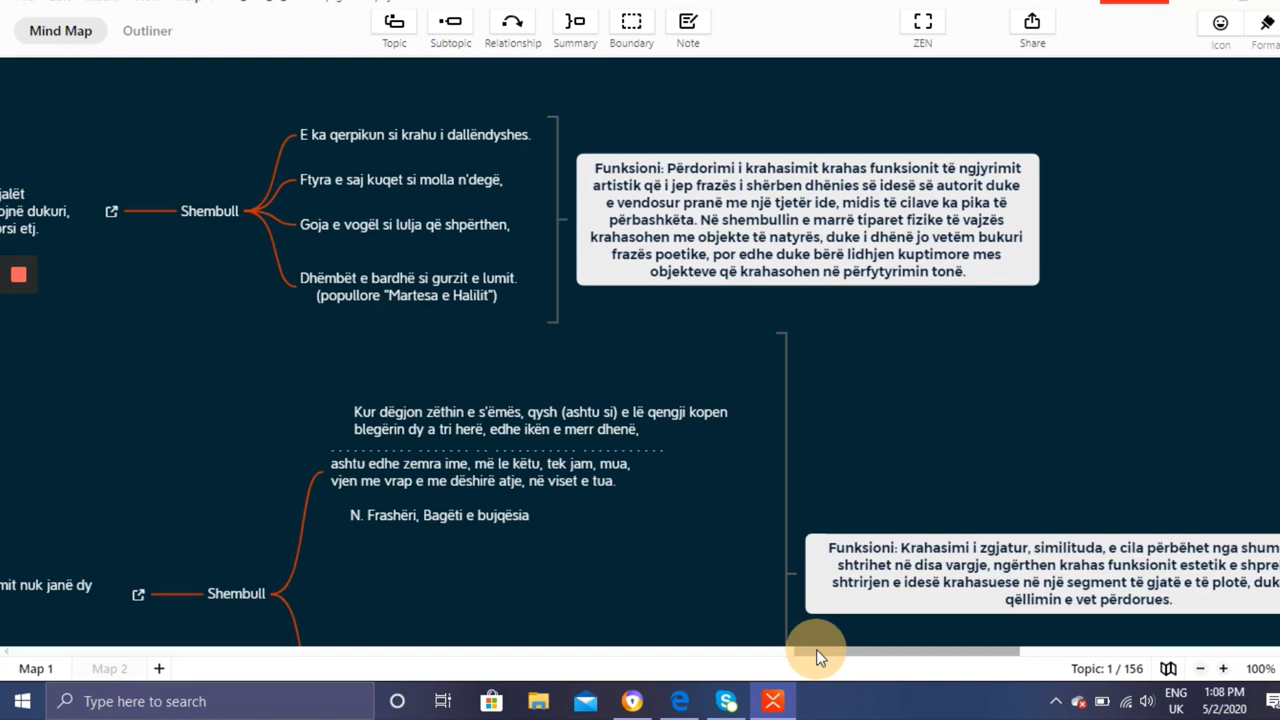 Mind Map
Outliner
Topic
Subtopic
Relationship
Summary
Boundary
Note
ZEN
Share
Icon
Forma
E ka qerpikun si krahu i dallëndyshes.
Ftyra e saj kuqet si molla n'degë,
Goja e vogël si lulja që shpërthen,
Dhëmbët e bardhë si gurzit e lumit.
(popullore "Martesa e Halilit")
jalët
ojnë dukuri,
orsi etj.
Shembull
Funksioni: Përdorimi i krahasimit krahas funksionit të ngjyrimit
artistik që i jep frazës i shërben dhënies së idesë së autorit duke
e vendosur pranë me një tjetër ide, midis të cilave ka pika të
përbashkëta. Në shembullin e marrë tiparet fizike të vajzës
krahasohen me objekte të natyrës, duke i dhënë jo vetëm bukuri
frazës poetike, por edhe duke bërë lidhjen kuptimore mes
objekteve që krahasohen në përfytyrimin tonë.
Kur dëgjon zëthin e s'ëmës, qysh (ashtu si) e lë qengji kopen
blegërin dy a tri herë, edhe ikën e merr dhenë,
ashtu edhe zemra ime, më le këtu, tek jam, mua,
vjen me vrap e me dëshirë atje, në viset e tua.
N. Frashëri, Bagëti e bujqësia
mit nuk janë dy
Shembull
Funksioni: Krahasimi i zgjatur, similituda, e cila përbëhet nga shum
shtrihet në disa vargje, ngërthen krahas funksionit estetik e shpre
shtrirjen e idesë krahasuese në një segment të gjatë e të plotë, duk
qëllimin e vet përdorues.
Map 1
Map 2
Topic: 1 / 156
100%
Type here to search
ENG
UK
1:08 PM
5/2/2020